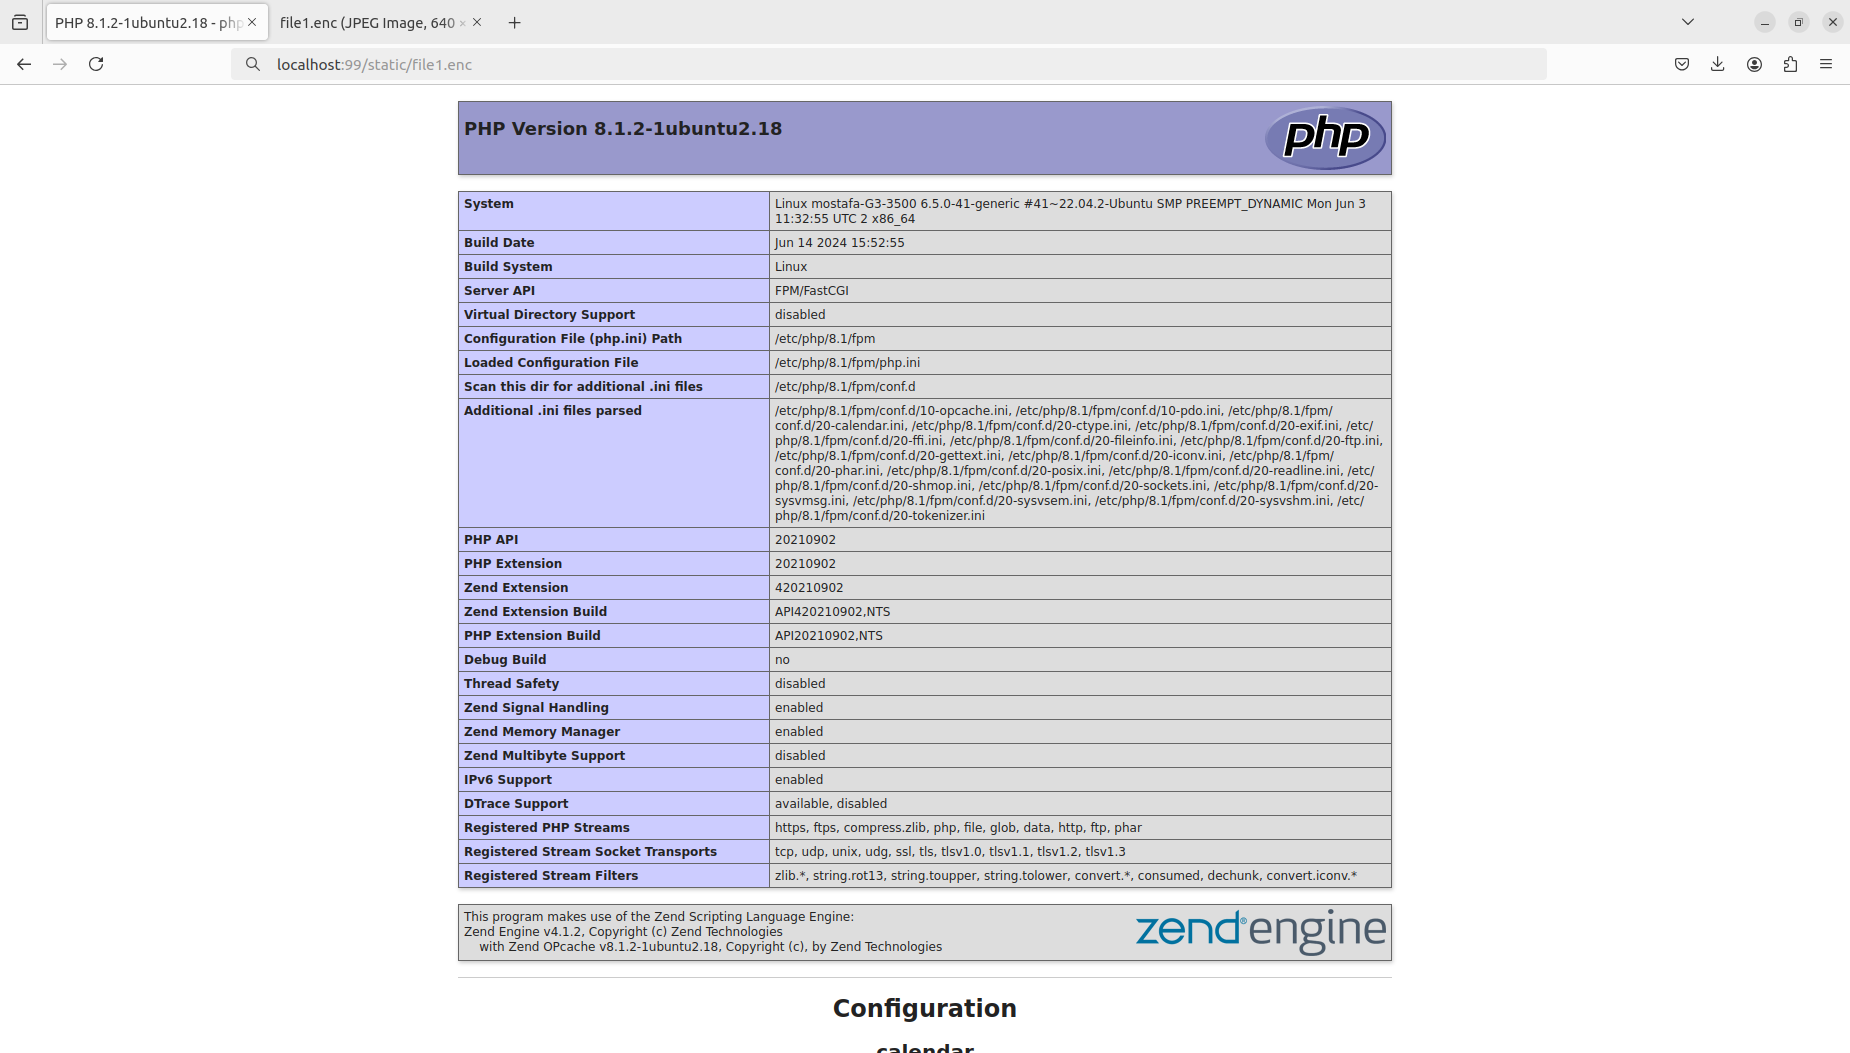 PHP 8.1.2-1ubuntu2.18 - php
file1.enc (JPEG Image, 640 ×
localhost:99/static/file1.enc
PHP Version 8.1.2-1ubuntu2.18
php
System
Linux mostafa-G3-3500 6.5.0-41-generic #41~22.04.2-Ubuntu SMP PREEMPT_DYNAMIC Mon Jun 3
11:32:55 UTC 2 x86_64
Build Date
Jun 14 2024 15:52:55
Build System
Linux
Server API
FPM/FastCGI
Virtual Directory Support
disabled
Configuration File (php.ini) Path
/etc/php/8.1/fpm
Loaded Configuration File
/etc/php/8.1/fpm/php.ini
Scan this dir for additional .ini files
/etc/php/8.1/fpm/conf.d
Additional .ini files parsed
/etc/php/8.1/fpm/conf.d/10-opcache.ini, /etc/php/8.1/fpm/conf.d/10-pdo.ini, /etc/php/8.1/fpm/
conf.d/20-calendar.ini, /etc/php/8.1/fpm/conf.d/20-ctype.ini, /etc/php/8.1/fpm/conf.d/20-exif.ini, /etc/
php/8.1/fpm/conf.d/20-ffi.ini, /etc/php/8.1/fpm/conf.d/20-fileinfo.ini, /etc/php/8.1/fpm/conf.d/20-ftp.ini,
/etc/php/8.1/fpm/conf.d/20-gettext.ini, /etc/php/8.1/fpm/conf.d/20-iconv.ini, /etc/php/8.1/fpm/
conf.d/20-phar.ini, /etc/php/8.1/fpm/conf.d/20-posix.ini, /etc/php/8.1/fpm/conf.d/20-readline.ini, /etc/
php/8.1/fpm/conf.d/20-shmop.ini, /etc/php/8.1/fpm/conf.d/20-sockets.ini, /etc/php/8.1/fpm/conf.d/20-
sysvmsg.ini, /etc/php/8.1/fpm/conf.d/20-sysvsem.ini, /etc/php/8.1/fpm/conf.d/20-sysvshm.ini, /etc/
php/8.1/fpm/conf.d/20-tokenizer.ini
PHP API
20210902
PHP Extension
20210902
Zend Extension
420210902
Zend Extension Build
API420210902,NTS
PHP Extension Build
API20210902,NTS
Debug Build
no
Thread Safety
disabled
Zend Signal Handling
enabled
Zend Memory Manager
enabled
Zend Multibyte Support
disabled
IPv6 Support
enabled
DTrace Support
available, disabled
Registered PHP Streams
https, ftps, compress.zlib, php, file, glob, data, http, ftp, phar
Registered Stream Socket Transports
tcp, udp, unix, udg, ssl, tls, tlsv1.0, tlsv1.1, tlsv1.2, tlsv1.3
Registered Stream Filters
zlib.*, string.rot13, string.toupper, string.tolower, convert.*, consumed, dechunk, convert.iconv.*
This program makes use of the Zend Scripting Language Engine:
Zend Engine v4.1.2, Copyright (c) Zend Technologies
with Zend OPcache v8.1.2-1ubuntu2.18, Copyright (c), by Zend Technologies
zend® engine
Configuration
calendar